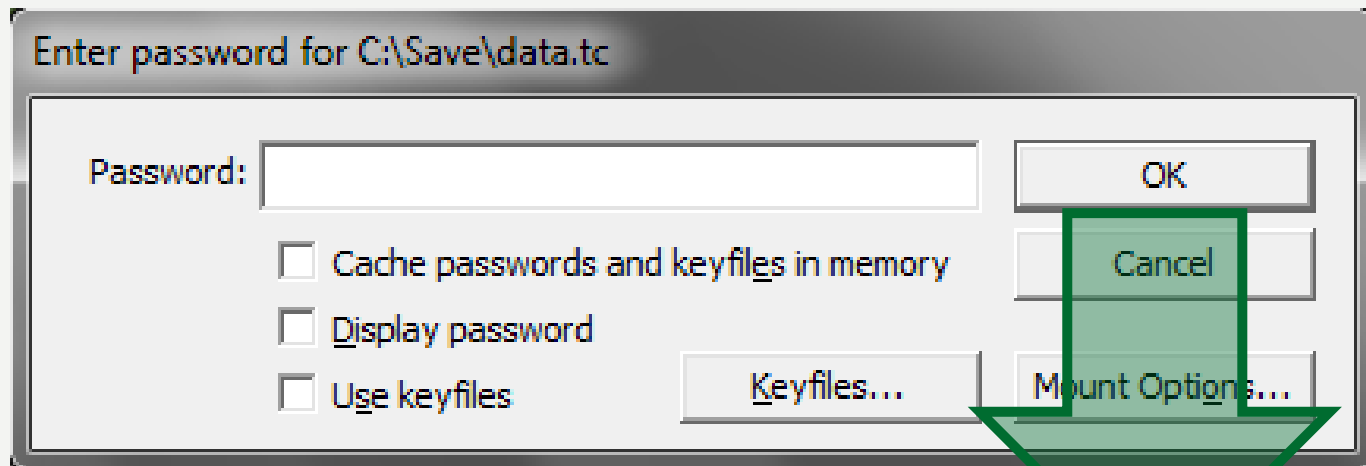 Enter password for C:\Save\data.tc
Password:
OK
Cache passwords and keyfiles in memory
Cancel
Display password
Use keyfiles
Keyfiles...
Mount Options...